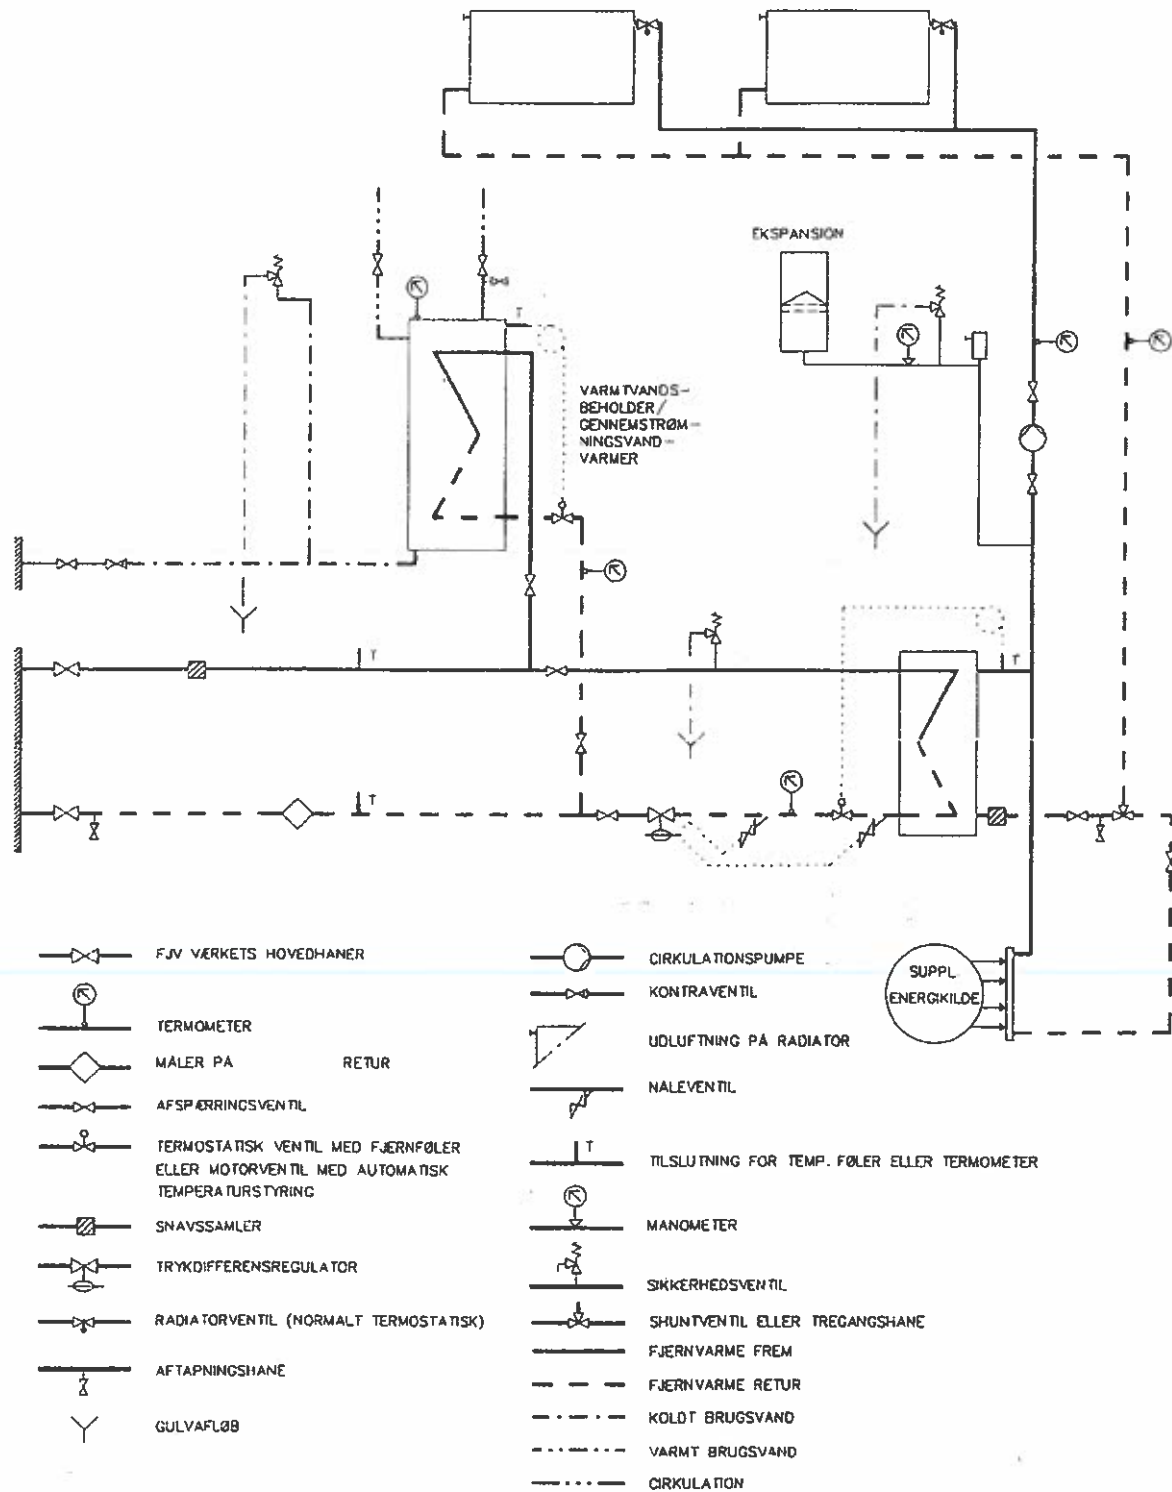 EKSPANSION
T
VARMTVANDS-
BEHOLDER/
GENNEMSTRØM-
NINGSVAND-
VARMER
T
T
T
SUPPL
ENERGIKILDE
FJV VÆRKETS HOVEDHANER
TERMOMETER
MÅLER PÅ RETUR
AFSPÆRRINGSVENTIL
TERMOSTATISK VENTIL MED FJERNFØLER
ELLER MOTORVENTIL MED AUTOMATISK
TEMPERATURSTYRING
SNAVSSAMLER
TRYKDIFFERENSREGULATOR
RADIATORVENTIL (NORMALT TERMOSTATISK)
AFTAPNINGSHANE
GULVAFLØB
CIRKULATIONSPUMPE
KONTRAVENTIL
UDLUFTNING PÅ RADIATOR
NÅLEVENTIL
T
TILSLUTNING FOR TEMP. FØLER ELLER TERMOMETER
MANOMETER
SIKKERHEDSVENTIL
SHUNTVENTIL ELLER TREGANGSHANE
FJERNVARME FREM
FJERNVARME RETUR
KOLDT BRUGSVAND
VARMT BRUGSVAND
CIRKULATION